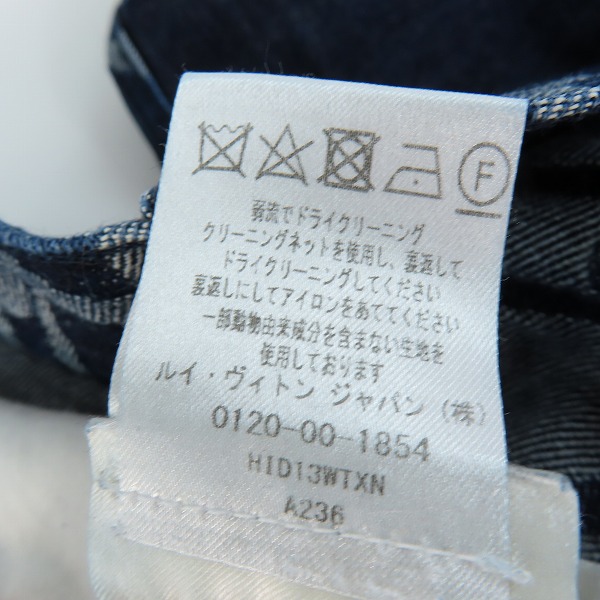 F
弱流でドライクリーニング
クリーニングネットを使用し、裏返して
ドライクリーニングしてください
裏返しにしてアイロンをあててください
一部動物由来成分を含まない生地を
使用しております
ルイ・ヴィトン ジャパン (株)
0120-00-1854
HID13WTXN
A236